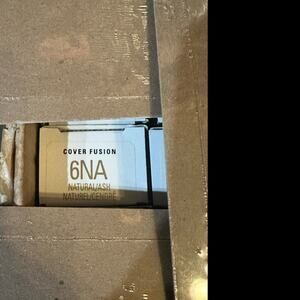 COVER FUSION
6NA
NATURAL/ASH
NATUREL/CENDRÉ